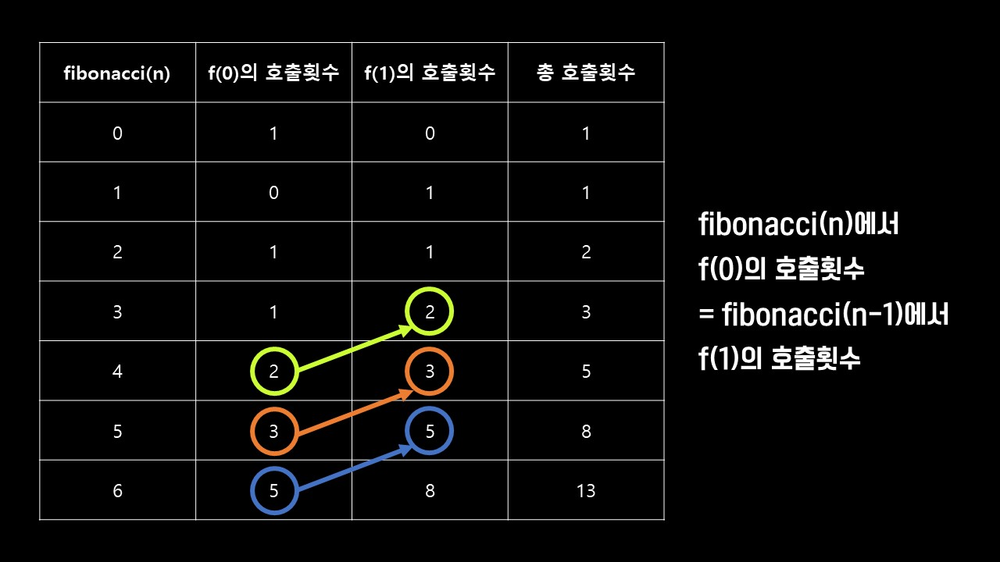 fibonacci(n) f(0)의 호출횟수 f(1)의 호출횟수 총 호출횟수
0 1 0 1
1 0 1 1
2 1 1 2
3 1 2 3
4 2 3 5
5 3 5 8
6 5 8 13
fibonacci(n)에서
f(0)의 호출횟수
= fibonacci(n-1)에서
f(1)의 호출횟수